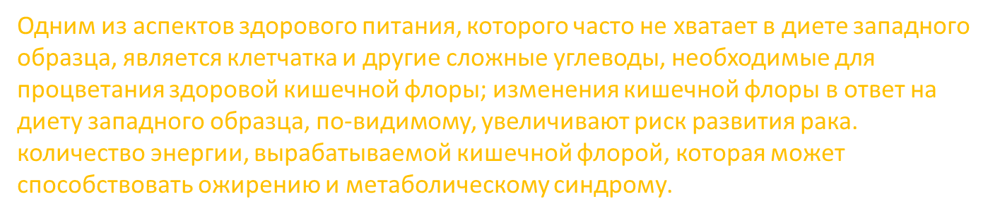 Одним из аспектов здорового питания, которого часто не хватает в диете западного
образца, является клетчатка и другие сложные углеводы, необходимые для
процветания здоровой кишечной флоры; изменения кишечной флоры в ответ на
диету западного образца, по-видимому, увеличивают риск развития рака.
количество энергии, вырабатываемой кишечной флорой, которая может
способствовать ожирению и метаболическому синдрому.